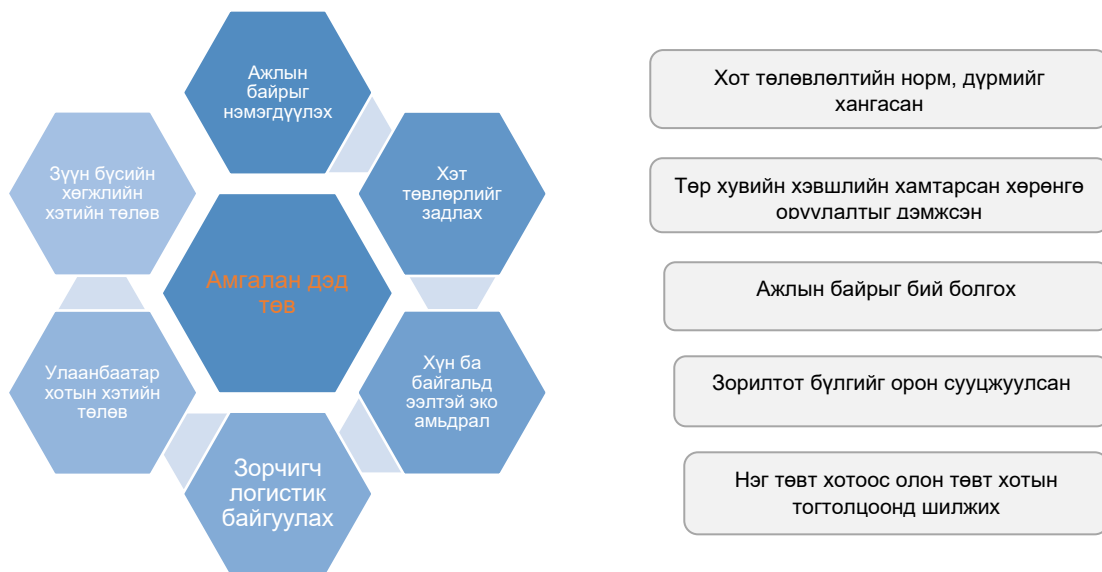 Ажлын
байрыг
нэмэгдүүлэх
Хэт
төвлөрлийг
задлах
Хүн ба
байгальд
ээлтэй эко
амьдрал
Зорчигч
логистик
байгуулах
Улаанбаатар
хотын хэтийн
төлөв
Зүүн бүсийн
хөгжлийн
хэтийн төлөв
Амгалан дэд
төв
Хот төлөвлөлтийн норм, дүрмийг
хангасан
Төр хувийн хэвшлийн хамтарсан хөрөнгө
оруулалтыг дэмжсэн
Ажлын байрыг бий болгох
Зорилтот бүлгийг орон сууцжуулсан
Нэг төвт хотоос олон төвт хотын
тогтолцоонд шилжих